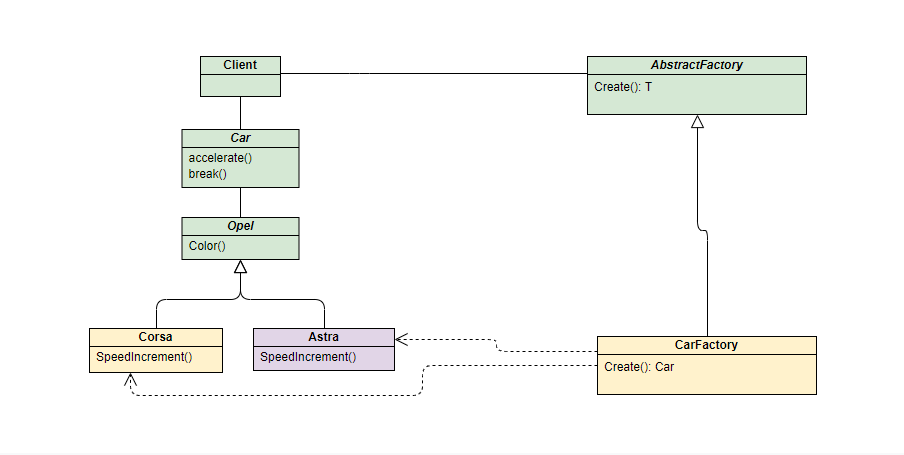 Client
AbstractFactory
Create(): T
Car
accelerate()
break()
Opel
Color()
Corsa
SpeedIncrement()
Astra
SpeedIncrement()
CarFactory
Create(): Car